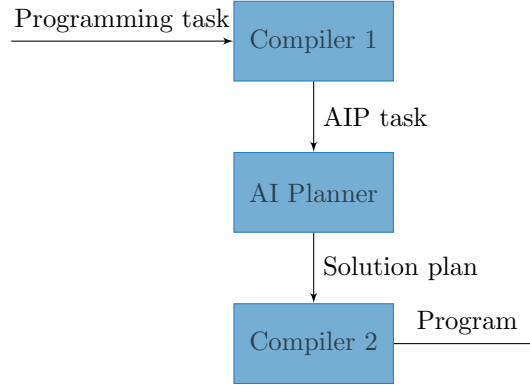 Programming task
Compiler 1
AIP task
AI Planner
Solution plan
Compiler 2
Program